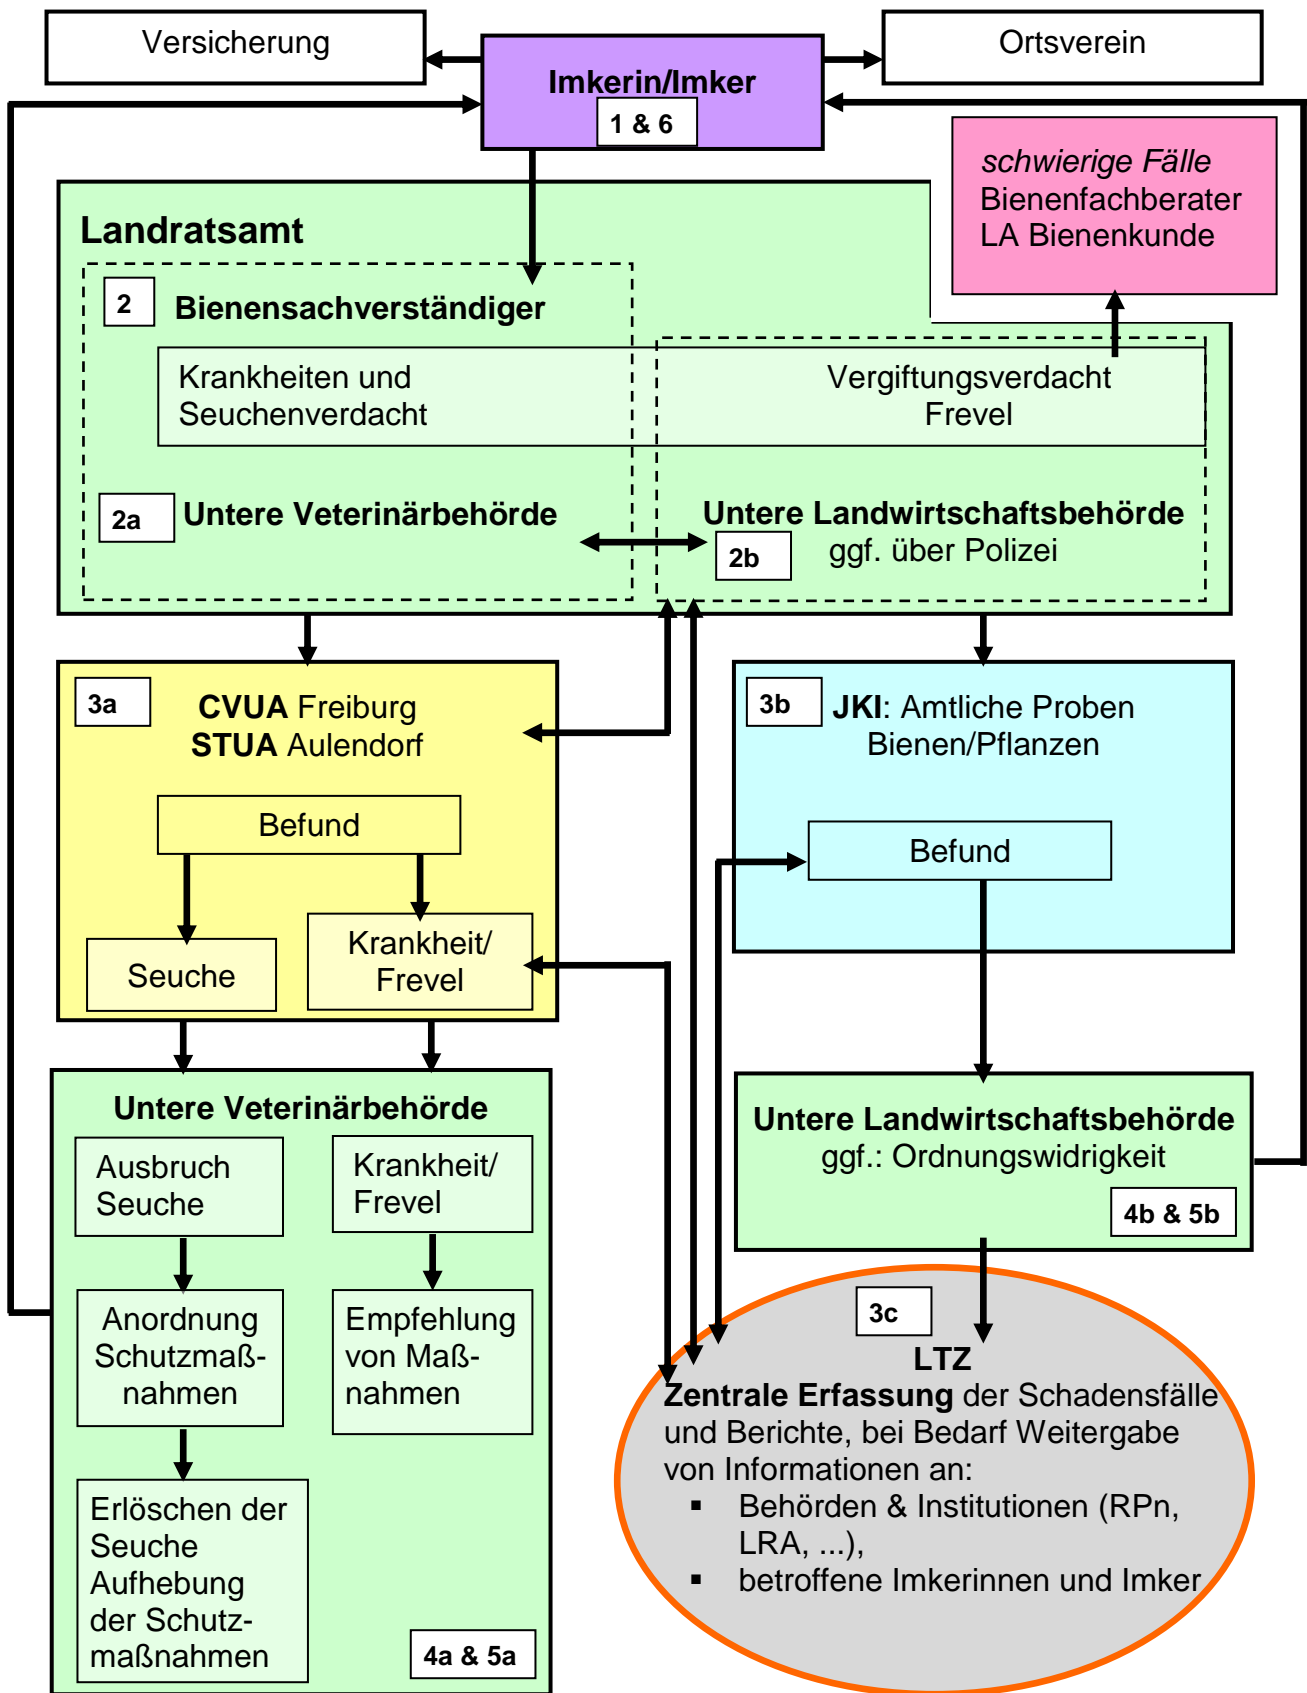 Versicherung
Ortsverein
Imkerin/Imker
1 & 6
schwierige Fälle
Bienenfachberater
LA Bienenkunde
Landratsamt
2
Bienensachverständiger
Krankheiten und
Seuchenverdacht
Vergiftungsverdacht
Frevel
2a
Untere Veterinärbehörde
Untere Landwirtschaftsbehörde
2b
ggf. über Polizei
3a
CVUA Freiburg
STUA Aulendorf
Befund
Seuche
Krankheit/
Frevel
3b
JKI: Amtliche Proben
Bienen/Pflanzen
Befund
Untere Veterinärbehörde
Ausbruch
Seuche
Krankheit/
Frevel
Anordnung
Schutzmaß-
nahmen
Empfehlung
von Maß-
nahmen
Erlöschen der
Seuche
Aufhebung
der Schutz-
maßnahmen
4a & 5a
Untere Landwirtschaftsbehörde
ggf.: Ordnungswidrigkeit
4b & 5b
3c
LTZ
Zentrale Erfassung der Schadensfälle
und Berichte, bei Bedarf Weitergabe
von Informationen an:
▪ Behörden & Institutionen (RPn,
LRA, ...),
▪ betroffene Imkerinnen und Imker